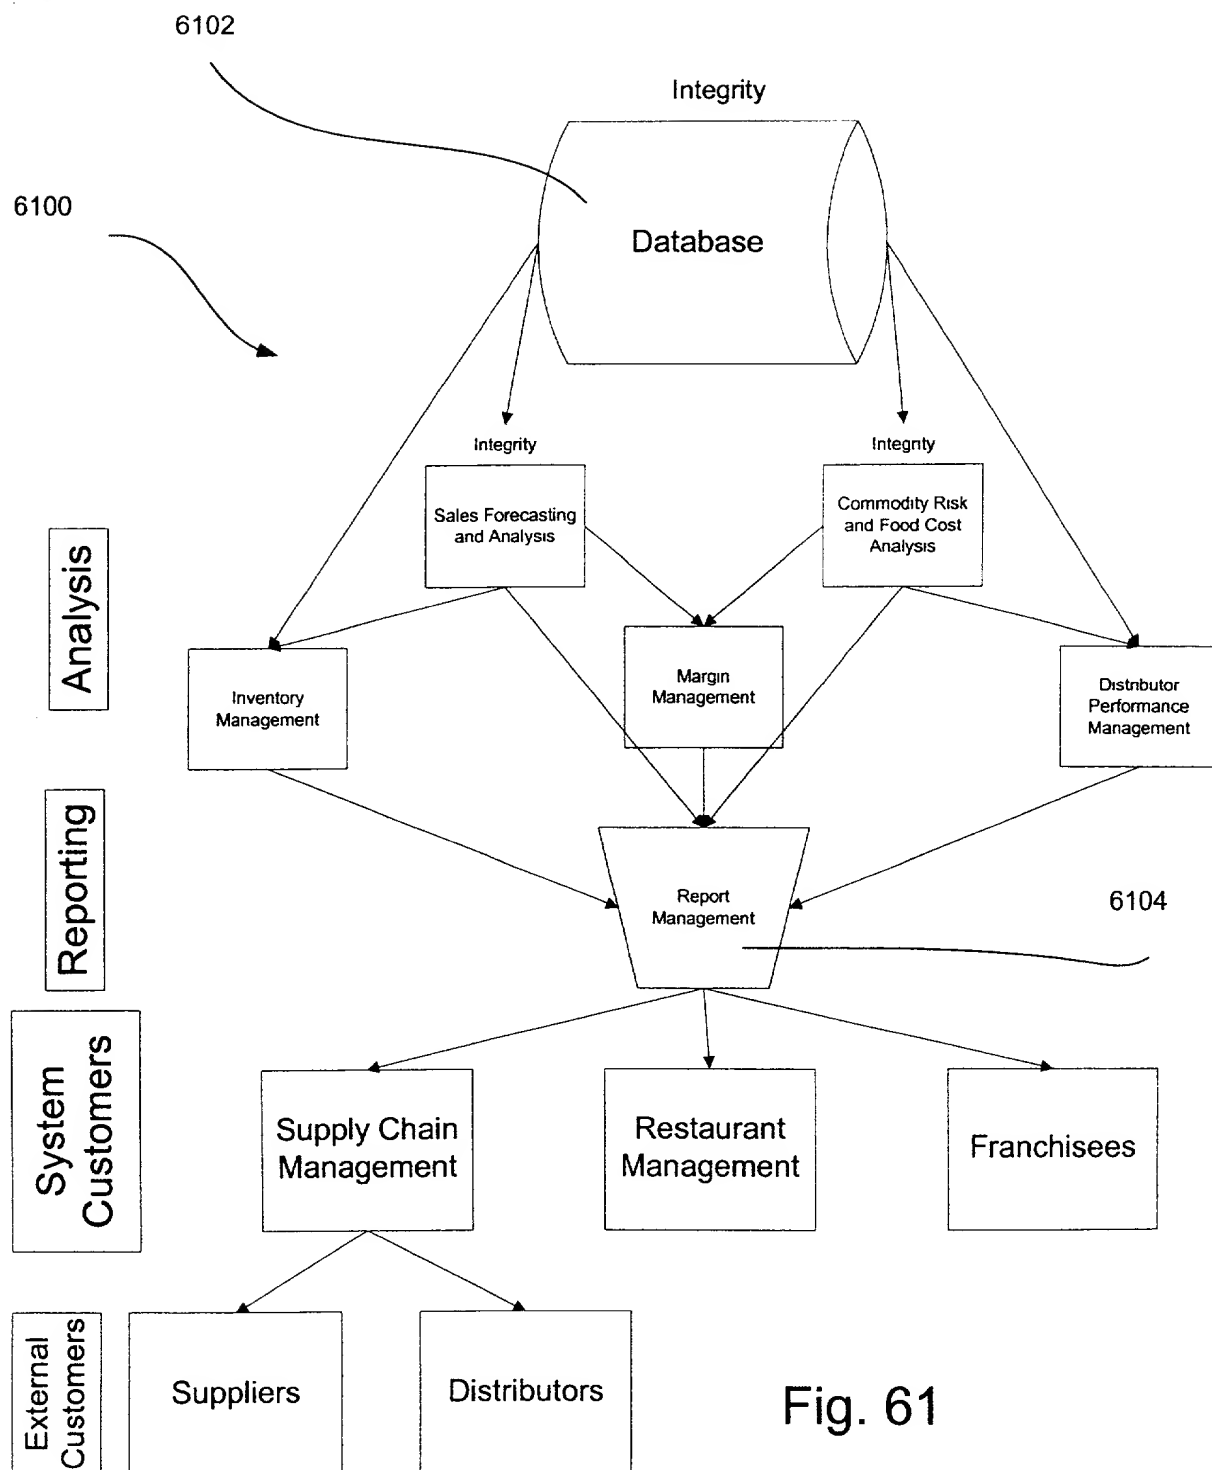 6102
Integrity
6100
Database
Integrity
Integrity
Sales Forecasting
and Analysis
Commodity Risk
and Food Cost
Analysis
Analysis
Inventory
Management
Margin
Management
Distributor
Performance
Management
Reporting
Report
Management
6104
System
Customers
Supply Chain
Management
Restaurant
Management
Franchisees
External
Customers
Suppliers
Distributors
Fig. 61